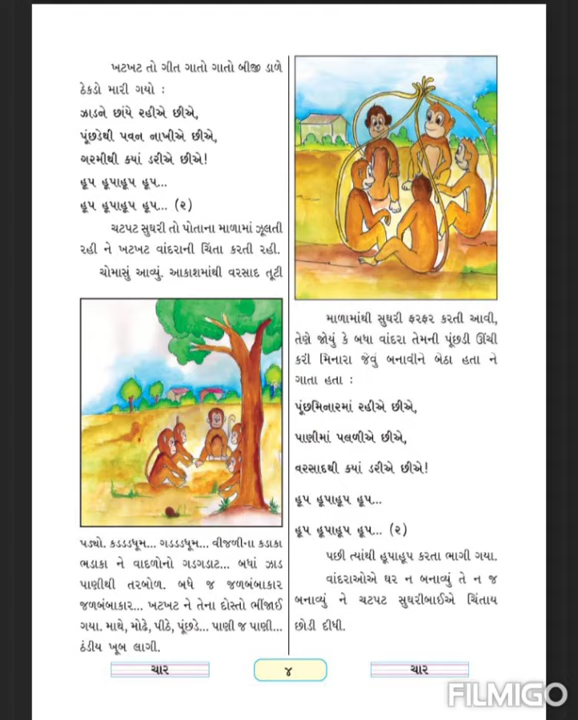 ખટખટ તો ગીત ગાતો ગાતો બીજી ડાળે
ઠેકડો મારી ગયો :
ઝાડને છાંયે રહીએ છીએ,
પૂંછડેથી પવન નાખીએ છીએ,
ગરમીથી ક્યાં ડરીએ છીએ!
હૂપ હૂપાહૂપ હૂપ...
હૂપ હૂપાહૂપ હૂપ... (૨)
ચટપટ સુઘરી તો પોતાના માળામાં ઝૂલતી
રહી ને ખટખટ વાંદરાની ચિંતા કરતી રહી.
ચોમાસું આવ્યું. આકાશમાંથી વરસાદ તૂટી
પડ્યો. કડડડધૂમ... ગડડડધૂમ... વીજળીના કડાકા
ભડાકા ને વાદળોનો ગડગડાટ... બધાં ઝાડ
પાણીથી તરબોળ. બધે જ જળબંબાકાર
જળબંબાકાર... ખટખટ ને તેના દોસ્તો ભીંજાઈ
ગયા. માથે, મોઢે, પીઠે, પૂંછડે... પાણી જ પાણી...
ઠંડીય ખૂબ લાગી.
માળામાંથી સુઘરી ફરફર કરતી આવી,
તેણે જોયું કે બધા વાંદરા તેમની પૂંછડી ઊંચી
કરી મિનારા જેવું બનાવીને બેઠા હતા ને
ગાતા હતા :
પૂંછમિનારમાં રહીએ છીએ,
પાણીમાં પલળીએ છીએ,
વરસાદથી ક્યાં ડરીએ છીએ!
હૂપ હૂપાહૂપ હૂપ...
હૂપ હૂપાહૂપ હૂપ... (૨)
પછી ત્યાંથી હૂપાહૂપ કરતા ભાગી ગયા.
વાંદરાઓએ ઘર ન બનાવ્યું તે ન જ
બનાવ્યું ને ચટપટ સુઘરીબાઈએ ચિંતાય
છોડી દીધી.
ચાર ૪ ચાર
FILMIGO